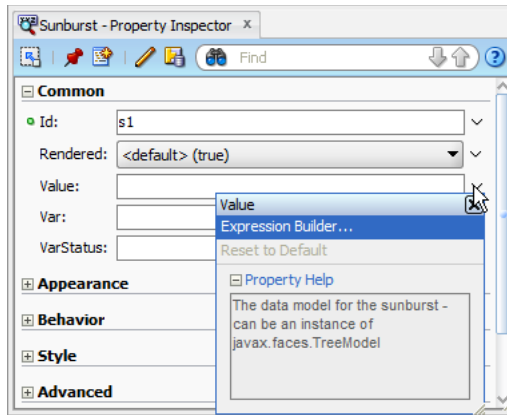 Sunburst - Property Inspector x
Find
Common
Id: s1
Rendered: <default> (true)
Value:
Value
Expression Builder...
Var:
Reset to Default
VarStatus:
Property Help
The data model for the sunburst -
can be an instance of
javax.faces.TreeModel
Appearance
Behavior
Style
Advanced